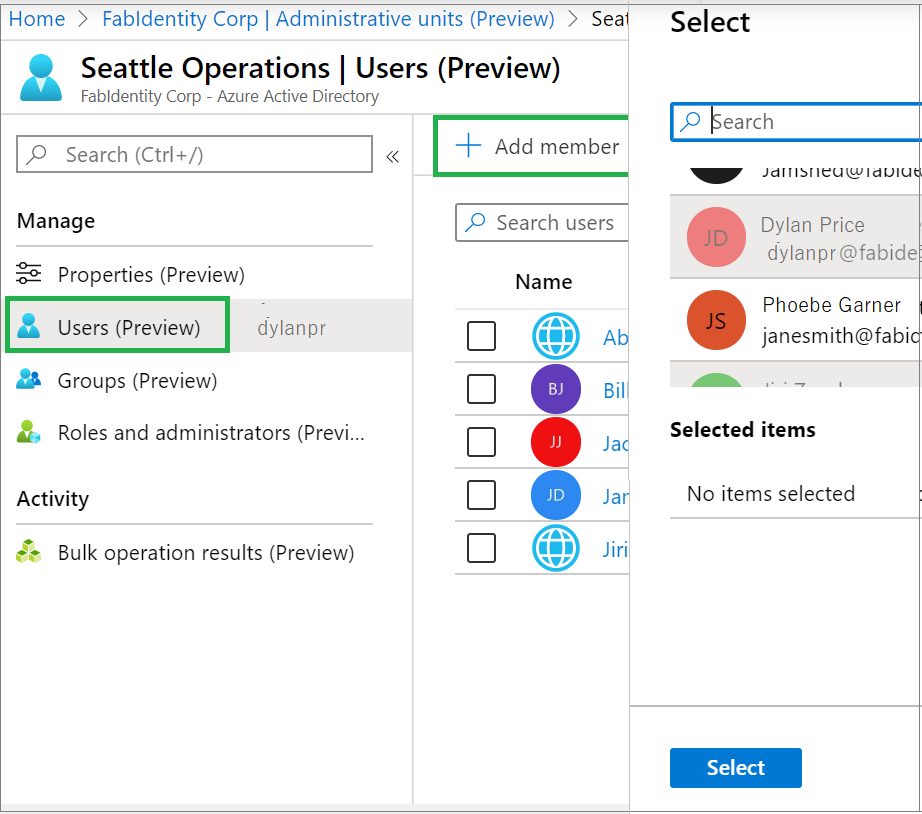 Home > FabIdentity Corp | Administrative units (Preview) > Seat
Seattle Operations | Users (Preview)
FabIdentity Corp - Azure Active Directory
Search (Ctrl+/)
«
Manage
Properties (Preview)
Users (Preview)
dylanpr
Groups (Preview)
Roles and administrators (Previ...
Activity
Bulk operation results (Preview)
+ Add member
Search users
Name
Ab
BJ Bill
JJ Jac
JD Jan
Jiri
Select
Search
Jamshed@fabide
JD
Dylan Price
dylanpr@fabide
JS
Phoebe Garner
janesmith@fabid
Selected items
No items selected
Select